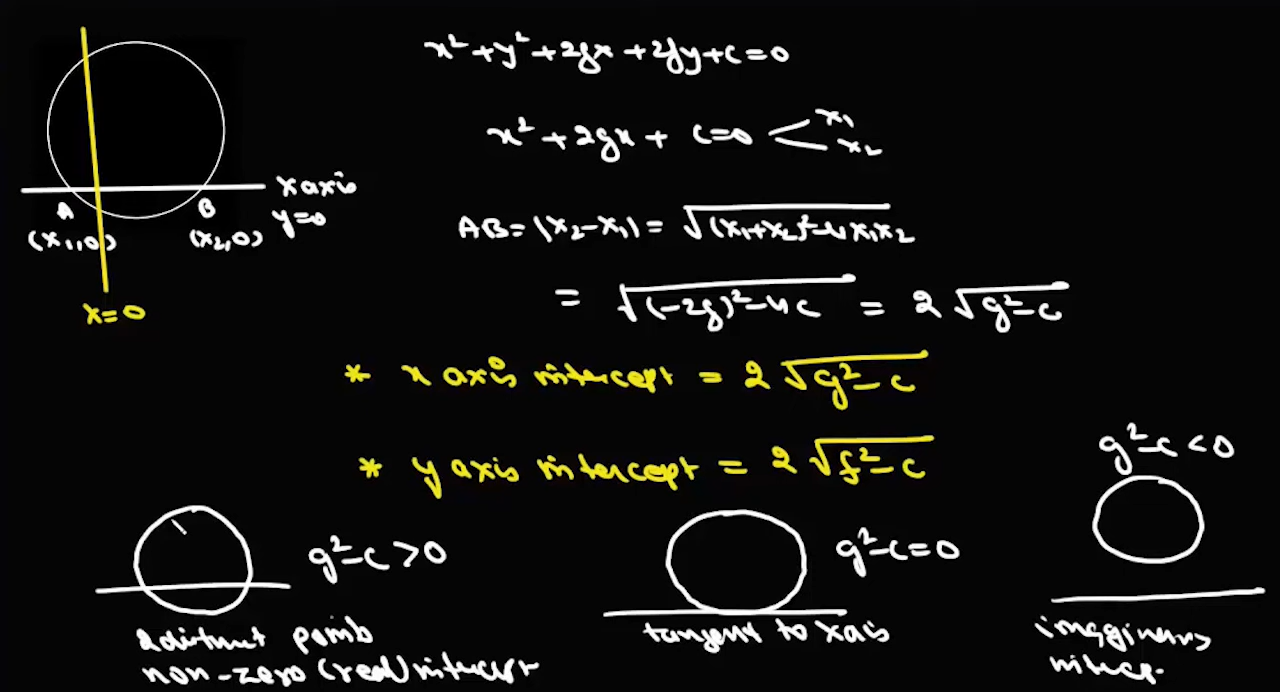 x²+y²+2gx+2fy+c=0
x²+2gx+ c=0 < x₁
x₂
x axis
A
B
y=0
(x₁,0)
(x₂,0)
AB=|x₂-x₁|= √(x₁+x₂)²-4x₁x₂
x=0
= √(-2g)²-4c = 2√g²-c
* x axis intercept = 2√g²-c
* y axis intercept = 2√f²-c
g²-c<0
g²-c>0
g²-c=0
2 distinct points
non-zero (real) intercept
tangent to x axis
imaginary